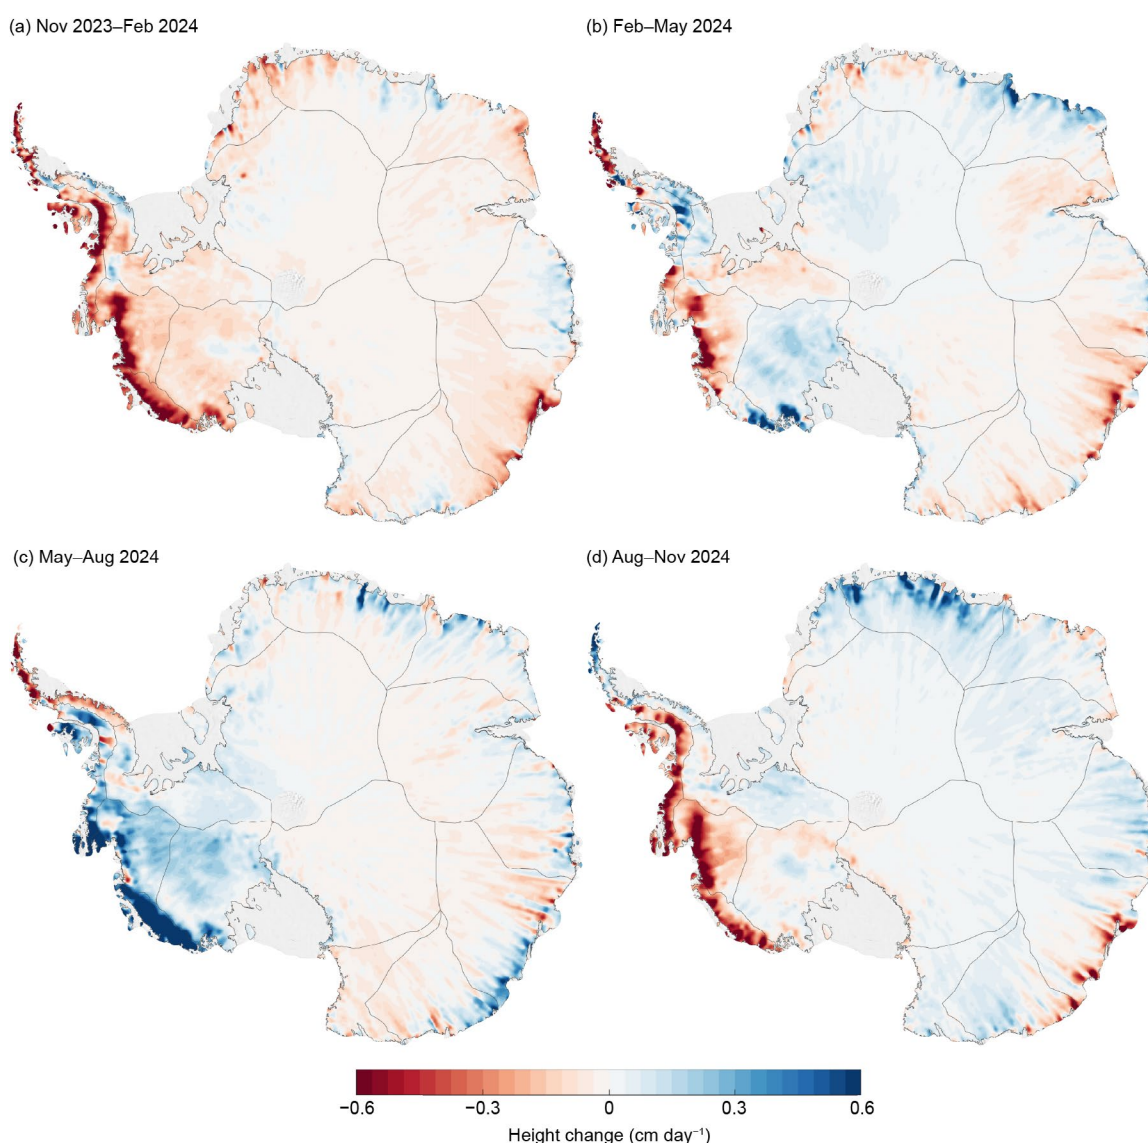 (a) Nov 2023–Feb 2024
(b) Feb–May 2024
(c) May–Aug 2024
(d) Aug–Nov 2024
−0.6 −0.3 0 0.3 0.6
Height change (cm day⁻¹)